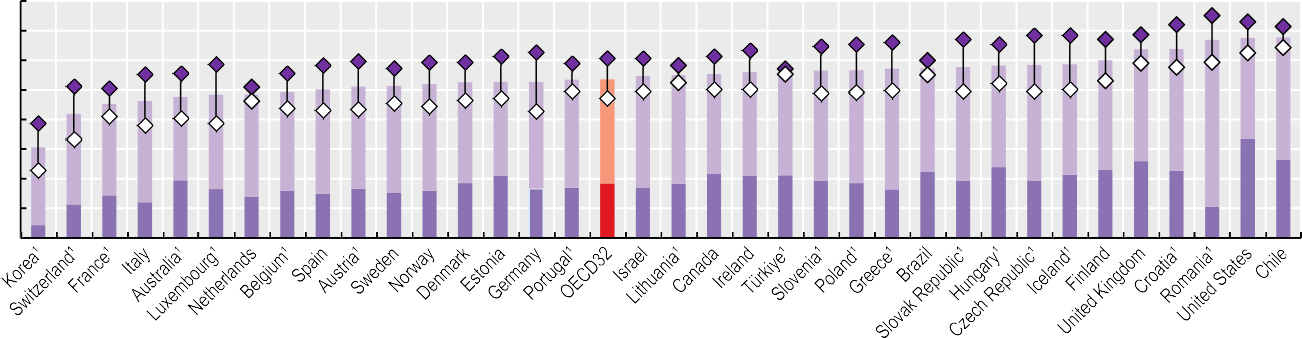 Korea¹
Switzerland¹
France¹
Italy
Australia¹
Luxembourg¹
Netherlands
Belgium¹
Spain
Austria¹
Sweden
Norway
Denmark
Estonia
Germany
Portugal¹
OECD32
Israel
Lithuania¹
Canada
Ireland
Türkiye¹
Slovenia¹
Poland¹
Greece¹
Brazil
Slovak Republic¹
Hungary¹
Czech Republic¹
Iceland¹
Finland
United Kingdom
Croatia¹
Romania¹
United States
Chile